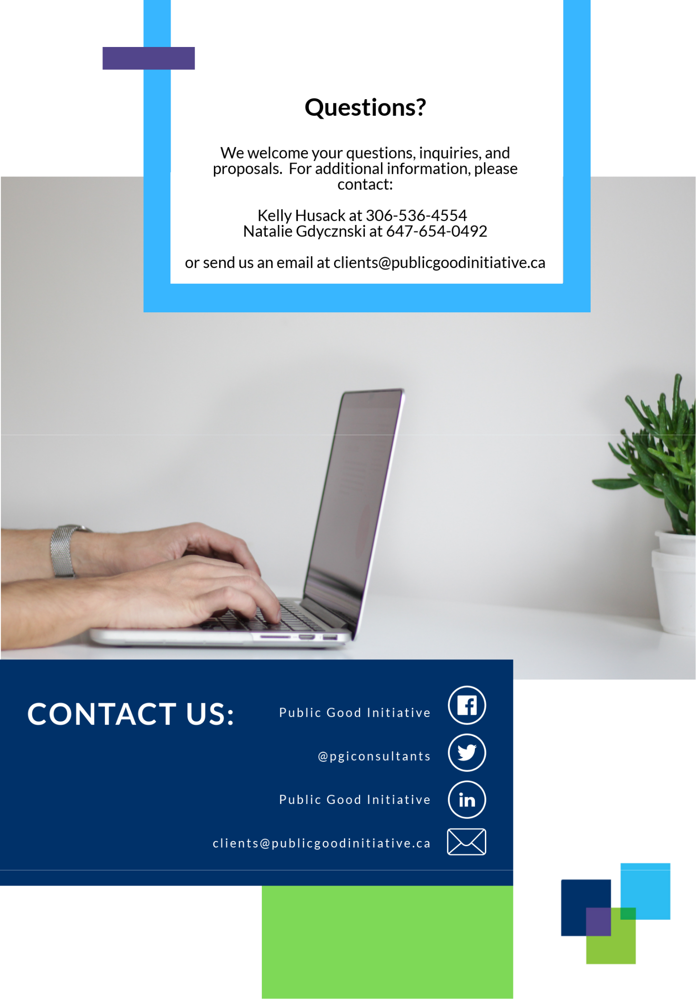 Questions?
We welcome your questions, inquiries, and
proposals.  For additional information, please
contact:
Kelly Husack at 306-536-4554
Natalie Gdycznski at 647-654-0492
or send us an email at clients@publicgoodinitiative.ca
CONTACT US:
Public Good Initiative
@pgiconsultants
Public Good Initiative
clients@publicgoodinitiative.ca